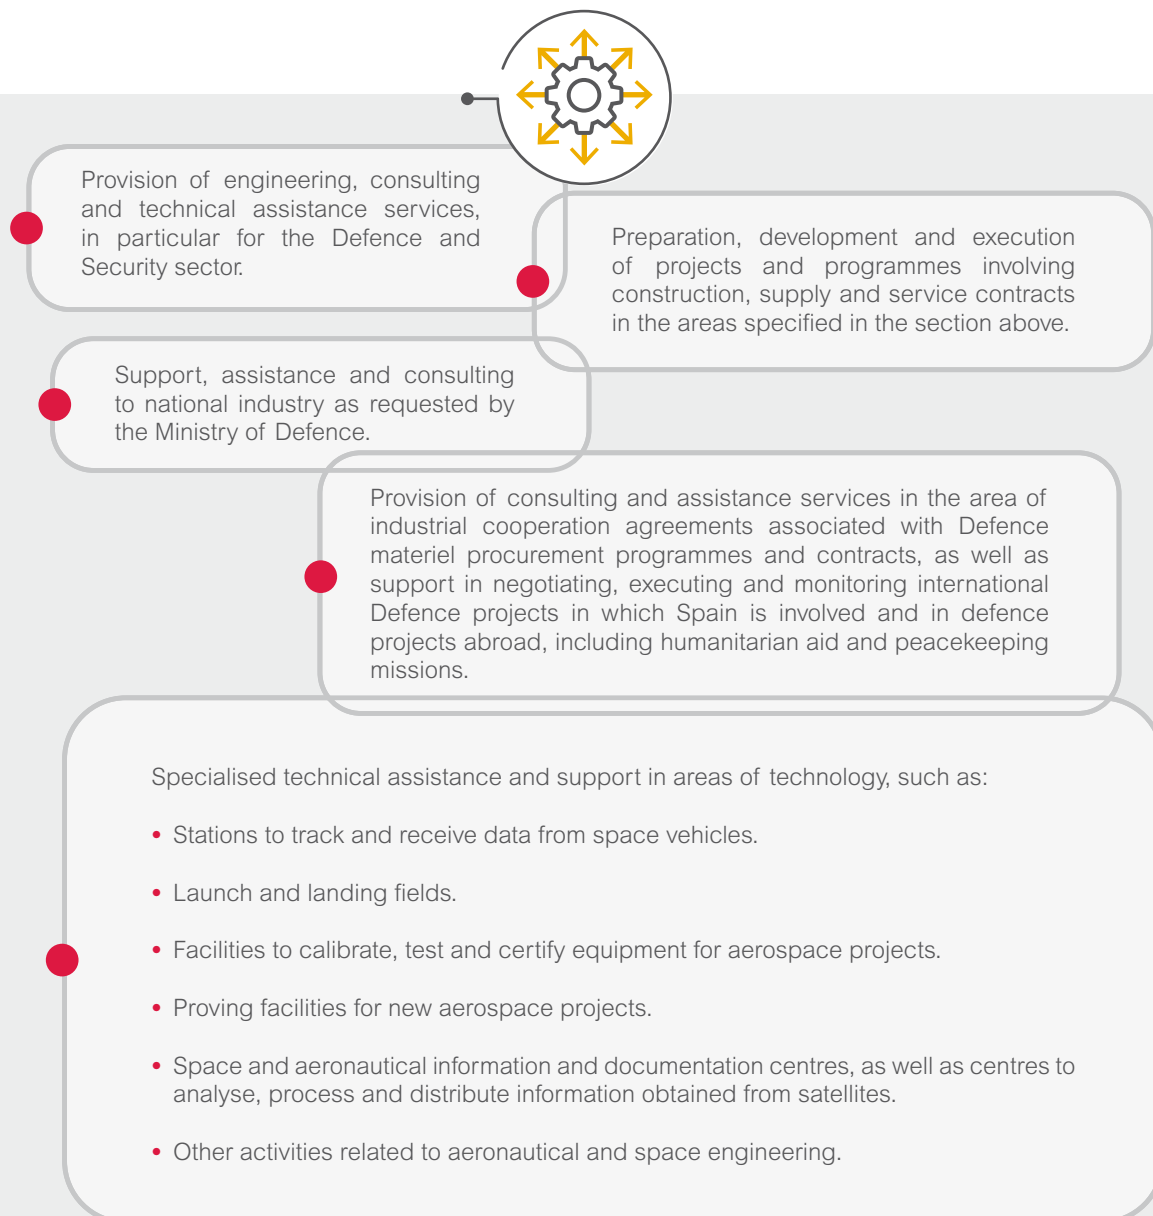 Provision of engineering, consulting
and technical assistance services,
in particular for the Defence and
Security sector.
Preparation, development and execution
of projects and programmes involving
construction, supply and service contracts
in the areas specified in the section above.
Support, assistance and consulting
to national industry as requested by
the Ministry of Defence.
Provision of consulting and assistance services in the area of
industrial cooperation agreements associated with Defence
materiel procurement programmes and contracts, as well as
support in negotiating, executing and monitoring international
Defence projects in which Spain is involved and in defence
projects abroad, including humanitarian aid and peacekeeping
missions.
Specialised technical assistance and support in areas of technology, such as:
• Stations to track and receive data from space vehicles.
• Launch and landing fields.
• Facilities to calibrate, test and certify equipment for aerospace projects.
• Proving facilities for new aerospace projects.
• Space and aeronautical information and documentation centres, as well as centres to
analyse, process and distribute information obtained from satellites.
• Other activities related to aeronautical and space engineering.